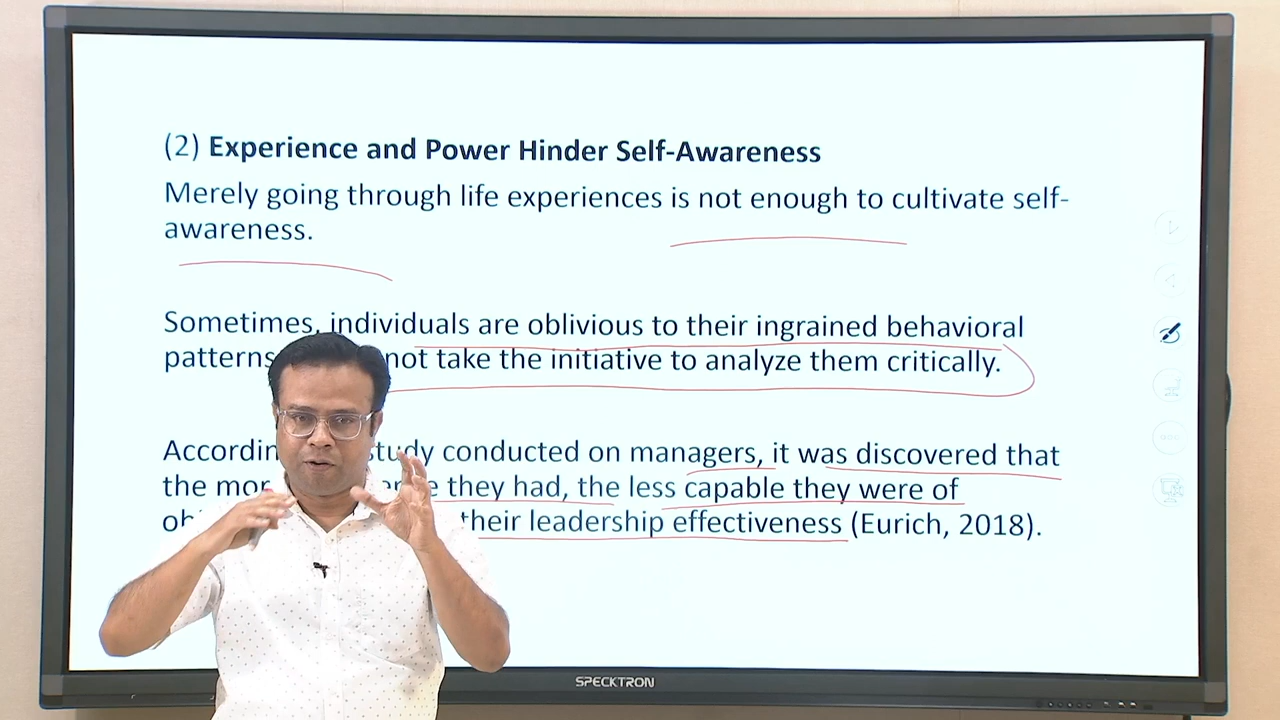 (2) Experience and Power Hinder Self-Awareness
Merely going through life experiences is not enough to cultivate self-
awareness.
Sometimes, individuals are oblivious to their ingrained behavioral
patterns not take the initiative to analyze them critically.
study conducted on managers, it was discovered that
the they had, the less capable they were of
their leadership effectiveness (Eurich, 2018).
SPECKTRON